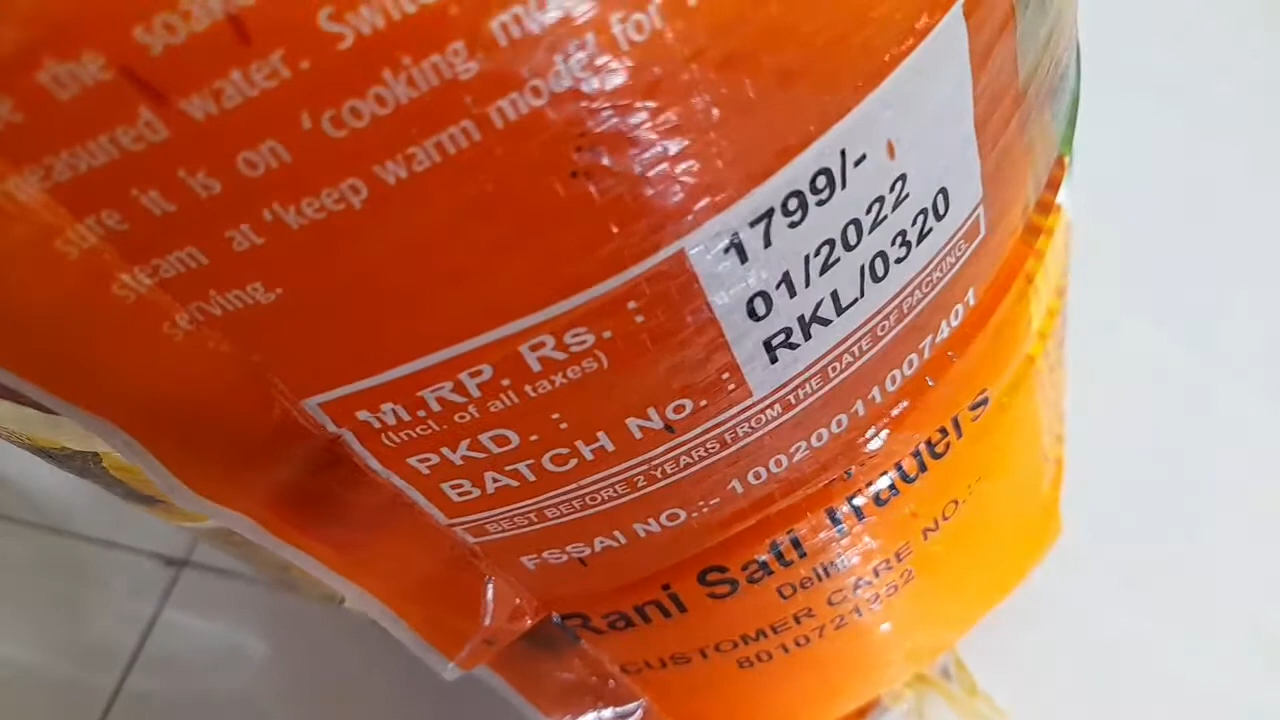 the soak
measured water. Switch
sure it is on 'cooking mo
steam at 'keep warm mode' for
serving.
M.RP. Rs. : 1799/-
(Incl. of all taxes)
PKD. : 01/2022
BATCH No. : RKL/0320
BEST BEFORE 2 YEARS FROM THE DATE OF PACKING.
FSSAI NO.:- 10020011007401
Rani Sati Traders
Delhi
CUSTOMER CARE NO.:-
8010721252